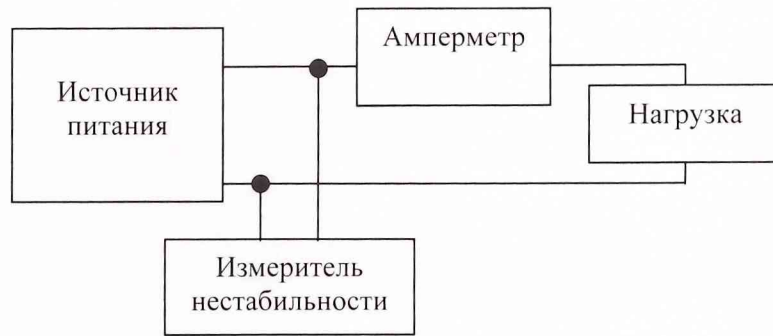 Амперметр
Источник
питания
Нагрузка
Измеритель
нестабильности